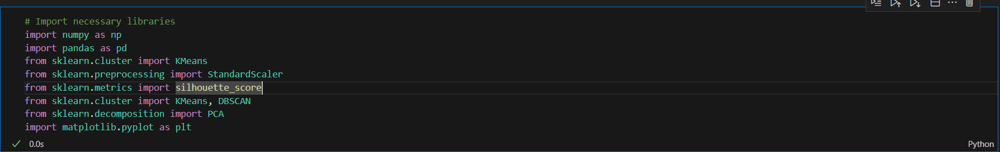 # Import necessary libraries
import numpy as np
import pandas as pd
from sklearn.cluster import KMeans
from sklearn.preprocessing import StandardScaler
from sklearn.metrics import silhouette_score
from sklearn.cluster import KMeans, DBSCAN
from sklearn.decomposition import PCA
import matplotlib.pyplot as plt
0.0s
Python